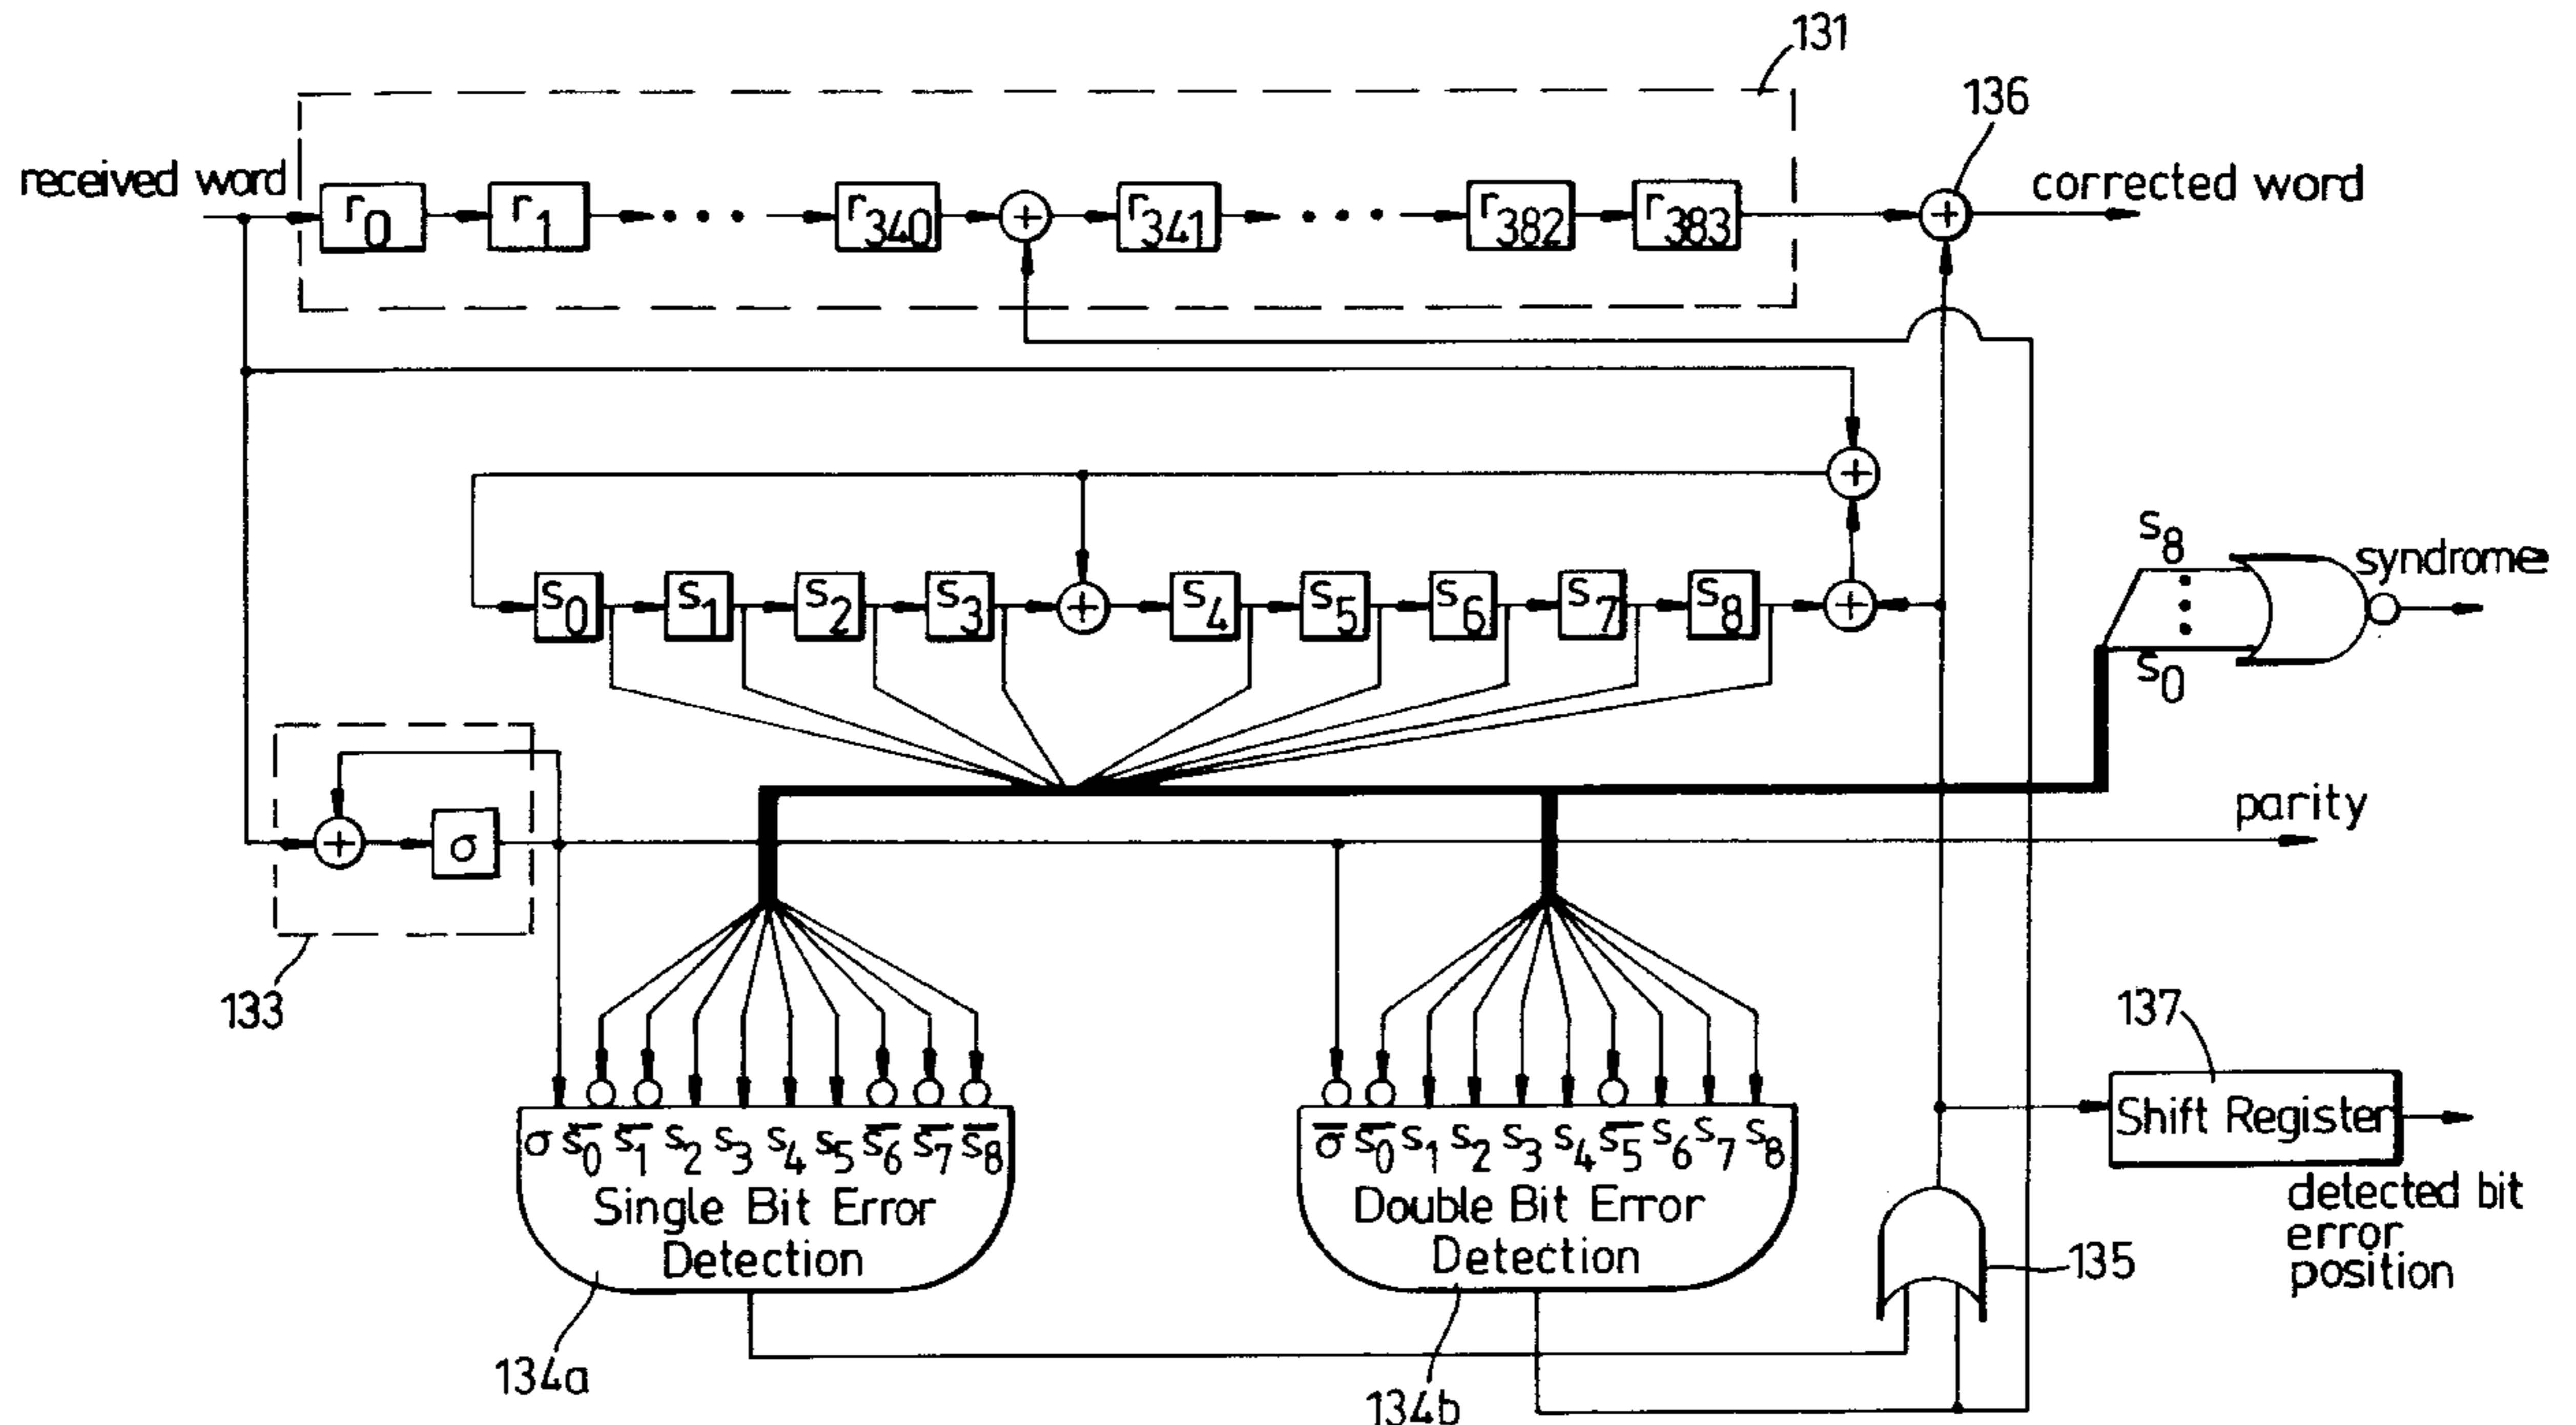 131
136
received word
r0 r1 • • • r340 + r341 • • • r382 r383 +
corrected word
+
s8
syndrome
s0 s1 s2 s3 + s4 s5 s6 s7 s8 +
s0
parity
+ σ
133
137
σ s̅0 s̅1 s2 s3 s4 s5 s̅6 s̅7 s̅8
Single Bit Error
Detection
σ̅ s̅0 s1 s2 s3 s4 s̅5 s6 s7 s8
Double Bit Error
Detection
Shift Register
detected bit
error
position
135
134a
134b